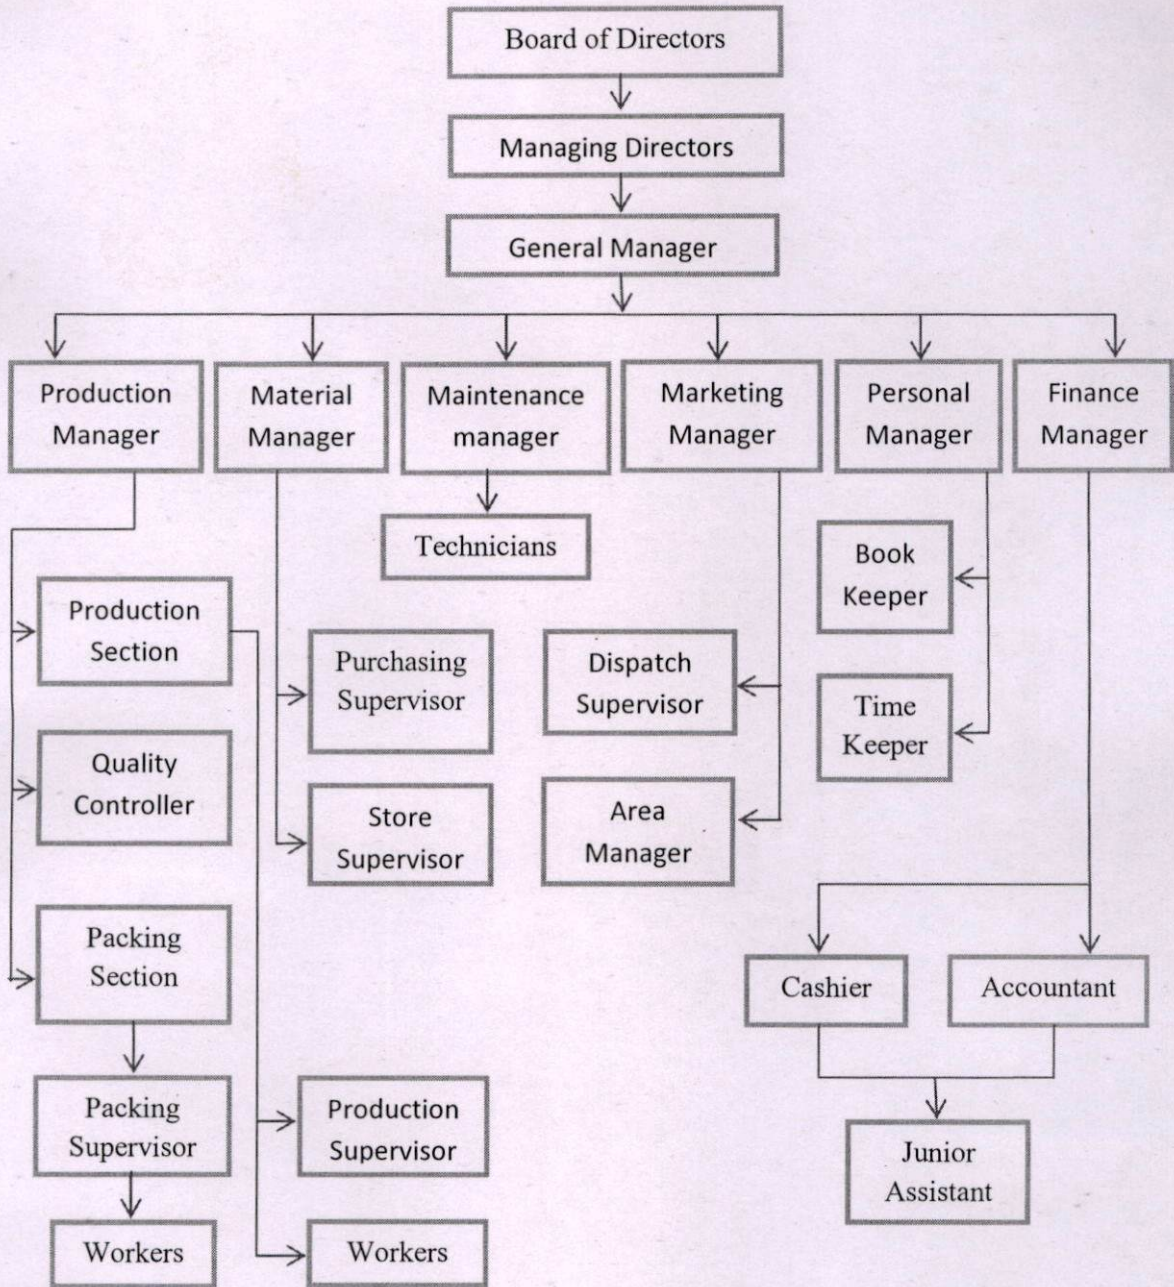 Board of Directors
Managing Directors
General Manager
Production
Manager
Material
Manager
Maintenance
manager
Marketing
Manager
Personal
Manager
Finance
Manager
Technicians
Book
Keeper
Production
Section
Purchasing
Supervisor
Dispatch
Supervisor
Time
Keeper
Quality
Controller
Store
Supervisor
Area
Manager
Packing
Section
Cashier
Accountant
Packing
Supervisor
Production
Supervisor
Junior
Assistant
Workers
Workers